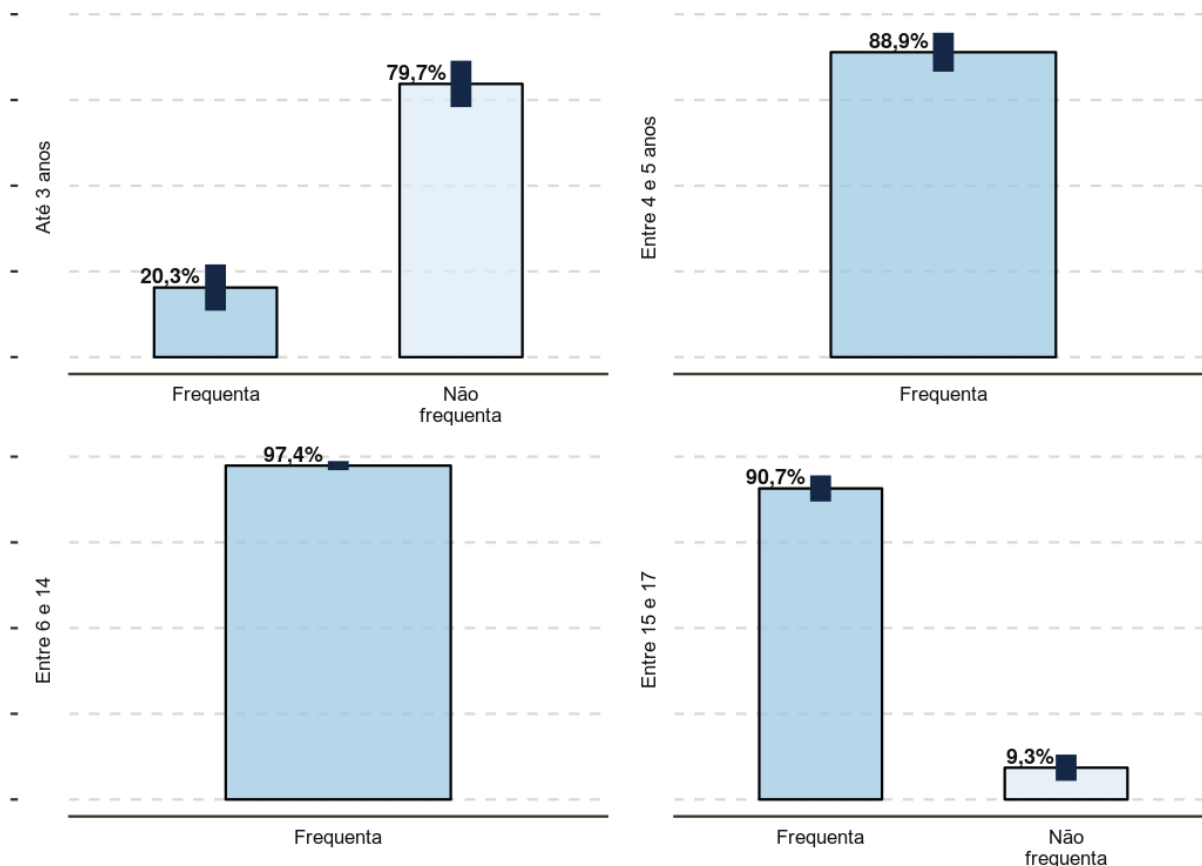 Até 3 anos
20,3%
79,7%
Frequenta
Não
frequenta
Entre 4 e 5 anos
88,9%
Frequenta
Entre 6 e 14
97,4%
Frequenta
Entre 15 e 17
90,7%
9,3%
Frequenta
Não
frequenta